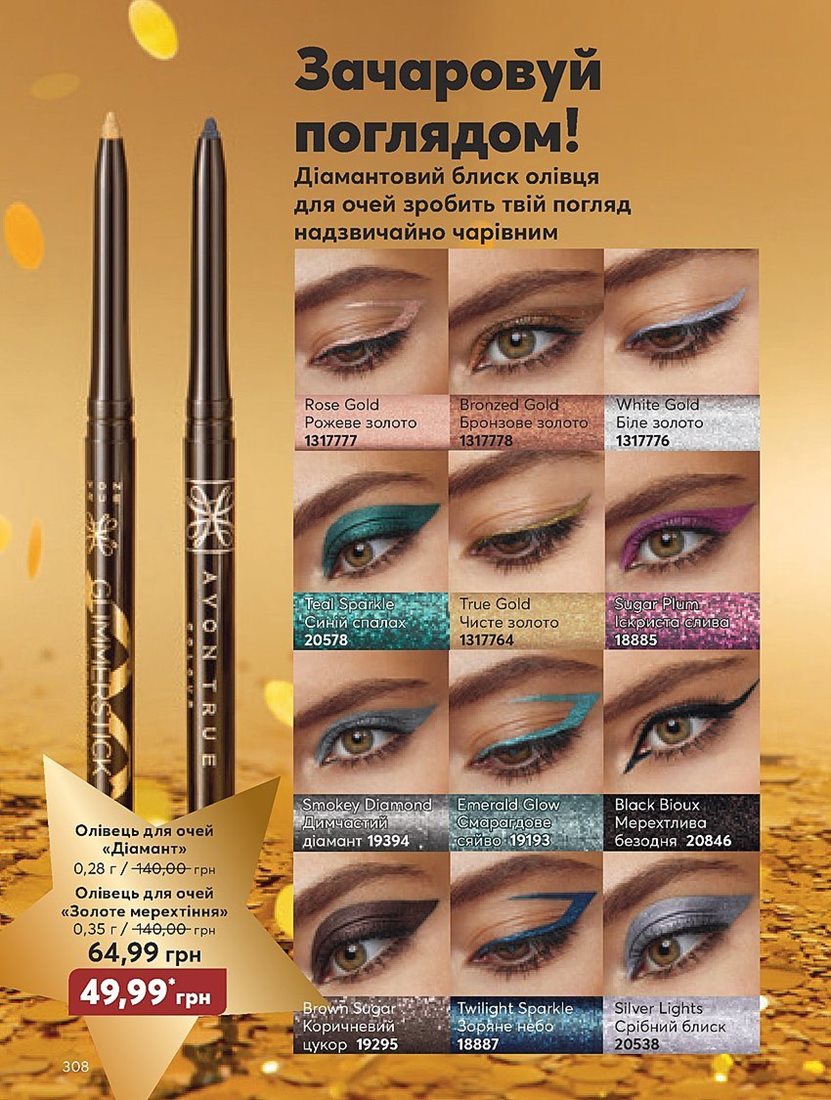 Зачаровуй
поглядом!
Діамантовий блиск олівця
для очей зробить твій погляд
надзвичайно чарівним
Rose Gold
Рожеве золото
1317777
Bronzed Gold
Бронзове золото
1317778
White Gold
Біле золото
1317776
Teal Sparkle
Синій спалах
20578
True Gold
Чисте золото
1317764
Sugar Plum
Іскриста слива
18885
Smokey Diamond
Димчастий
діамант 19394
Emerald Glow
Смарагдове
сяйво 19193
Black Bioux
Мерехтлива
безодня 20846
Brown Sugar
Коричневий
цукор 19295
Twilight Sparkle
Зоряне небо
18887
Silver Lights
Срібний блиск
20538
GLIMMERSTICK
AVON TRUE
COLOUR
Олівець для очей
«Діамант»
0,28 г / 140,00 грн
Олівець для очей
«Золоте мерехтіння»
0,35 г / 140,00 грн
64,99 грн
49,99* грн
308